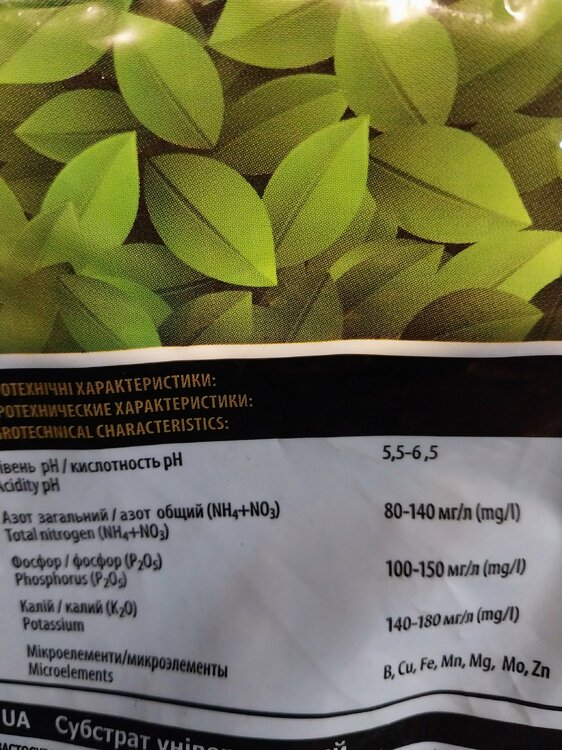 ОТЕХНІЧНІ ХАРАКТЕРИСТИКИ:
РОТЕХНИЧЕСКИЕ ХАРАКТЕРИСТИКИ:
GROTECHNICAL CHARACTERISTICS:
івень pH / кислотность pH 5,5-6,5
Acidity pH
Азот загальний / азот общий (NH₄+NO₃) 80-140 мг/л (mg/l)
Total nitrogen (NH₄+NO₃)
Фосфор / фосфор (P₂O₅) 100-150 мг/л (mg/l)
Phosphorus (P₂O₅)
Калій / калий (K₂O) 140-180 мг/л (mg/l)
Potassium
Мікроелементи/микроэлементы B, Cu, Fe, Mn, Mg, Mo, Zn
Microelements
UA Субстрат